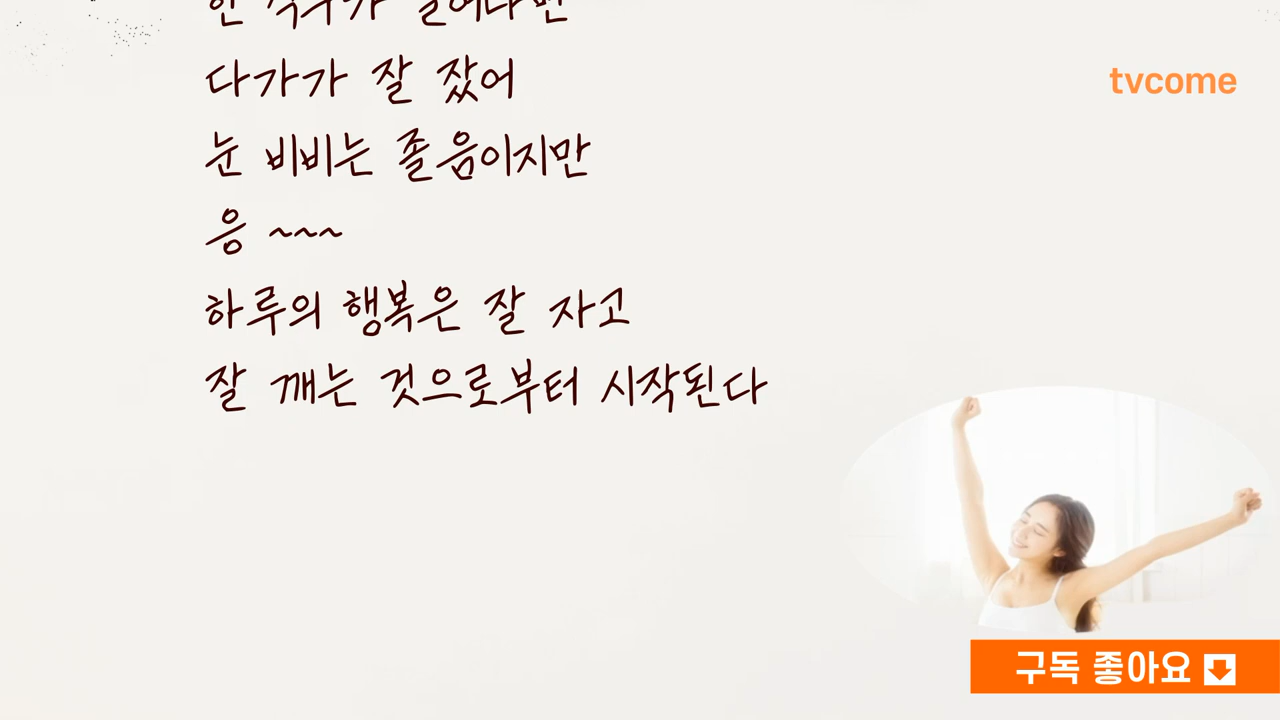 다가가 잘 잤어
tvcome
눈 비비는 졸음이지만
응 ~~~
하루의 행복은 잘 자고
잘 깨는 것으로부터 시작된다
구독 좋아요